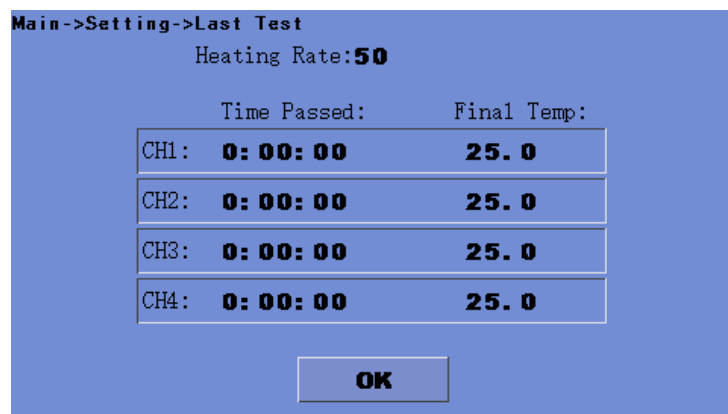 Main->Setting->Last Test
Heating Rate:50
Time Passed: Final Temp:
CH1: 0:00:00 25.0
CH2: 0:00:00 25.0
CH3: 0:00:00 25.0
CH4: 0:00:00 25.0
OK